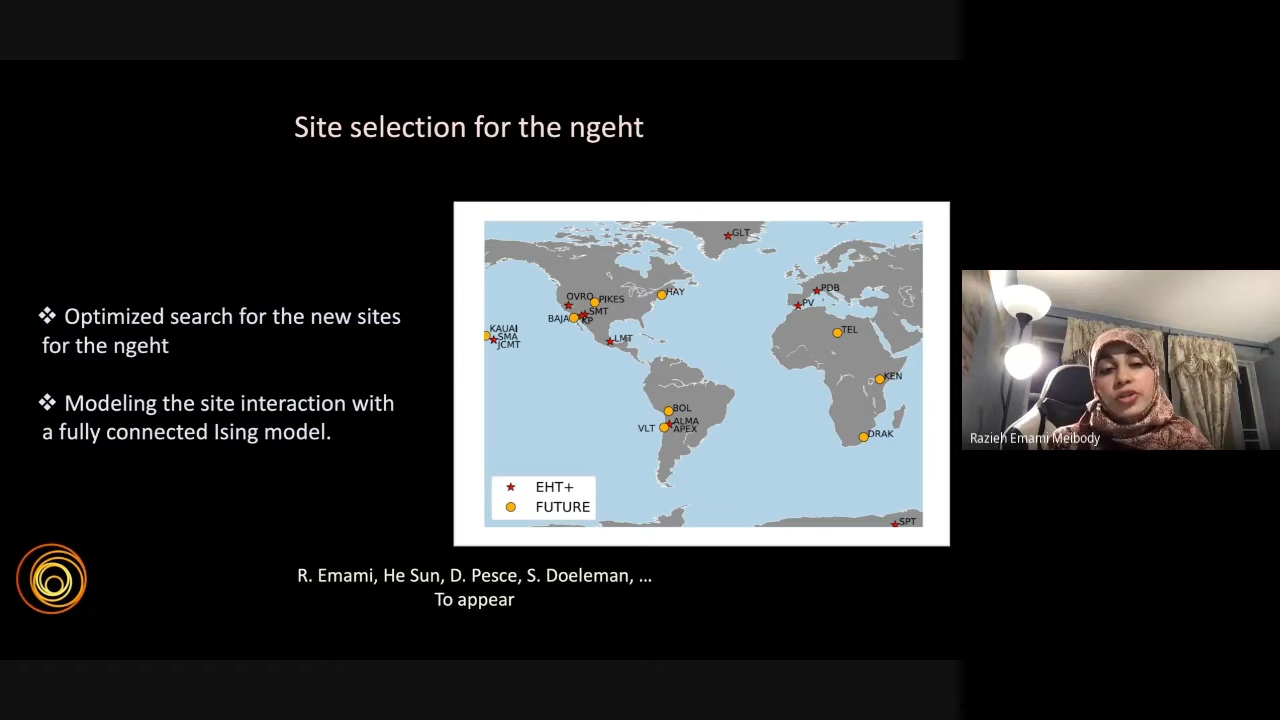 Site selection for the ngeht
❖ Optimized search for the new sites
for the ngeht
❖ Modeling the site interaction with
a fully connected Ising model.
GLT
OVRO
PIKES
HAY
PDB
PV
SMT
BAJA
KP
KAUAI
SMA
JCMT
LMT
TEL
KEN
BOL
VLT
ALMA
APEX
DRAK
SPT
EHT+
FUTURE
R. Emami, He Sun, D. Pesce, S. Doeleman, ...
To appear
Razieh Emami Meibody